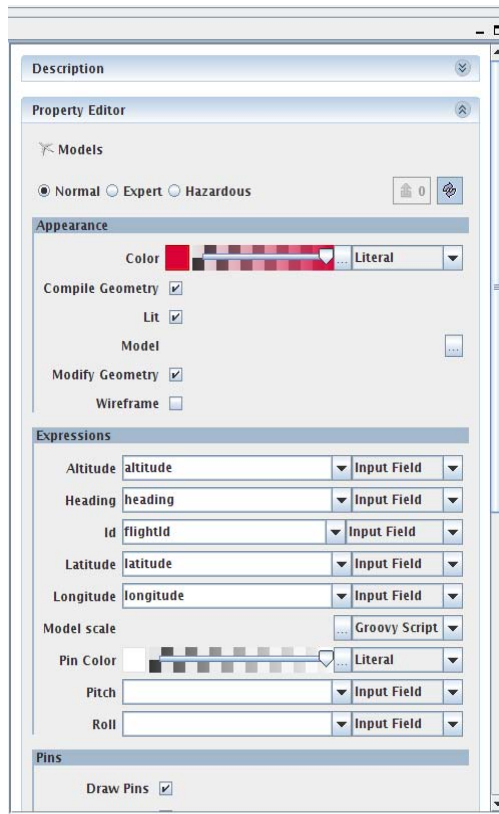 Description
Property Editor
Models
Normal Expert Hazardous
0
Appearance
Color ... Literal
Compile Geometry
Lit
Model ...
Modify Geometry
Wireframe
Expressions
Altitude altitude Input Field
Heading heading Input Field
Id flightId Input Field
Latitude latitude Input Field
Longitude longitude Input Field
Model scale ... Groovy Script
Pin Color ... Literal
Pitch Input Field
Roll Input Field
Pins
Draw Pins